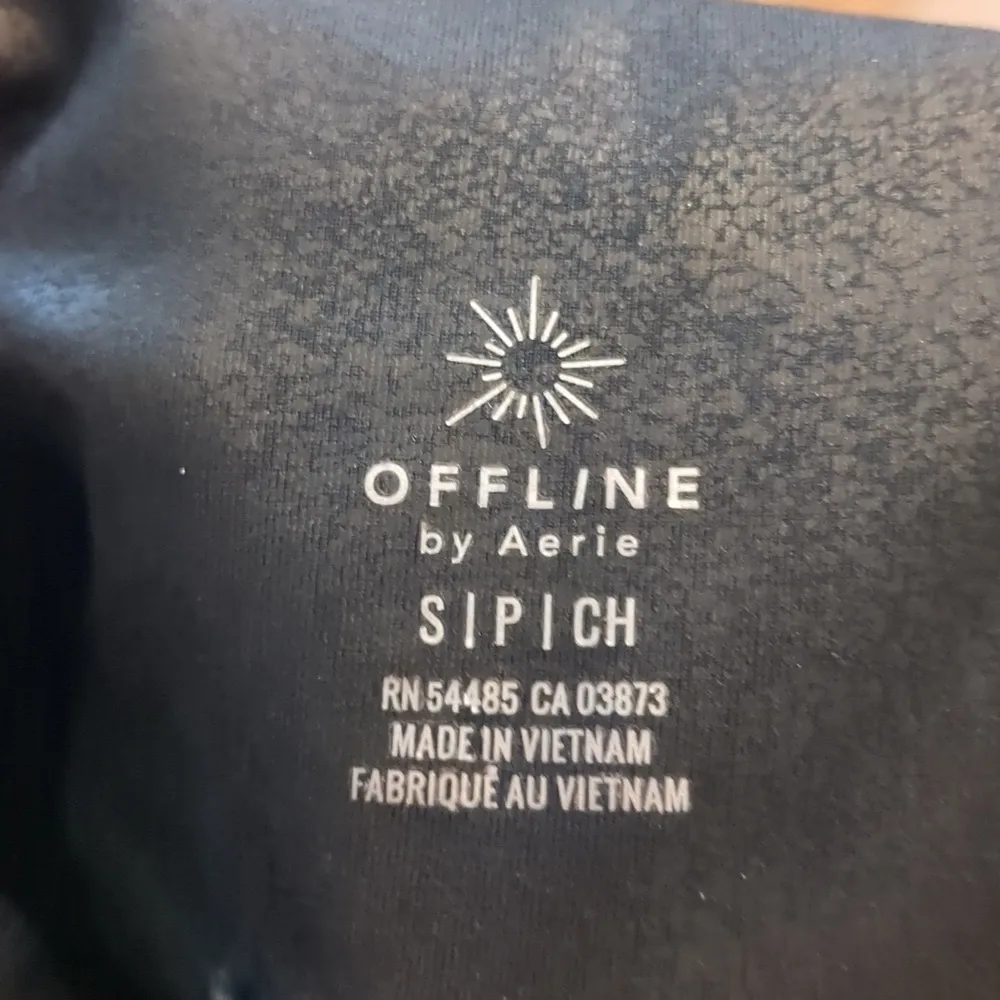 OFFLINE
by Aerie
S | P | CH
RN 54485 CA 03873
MADE IN VIETNAM
FABRIQUÉ AU VIETNAM